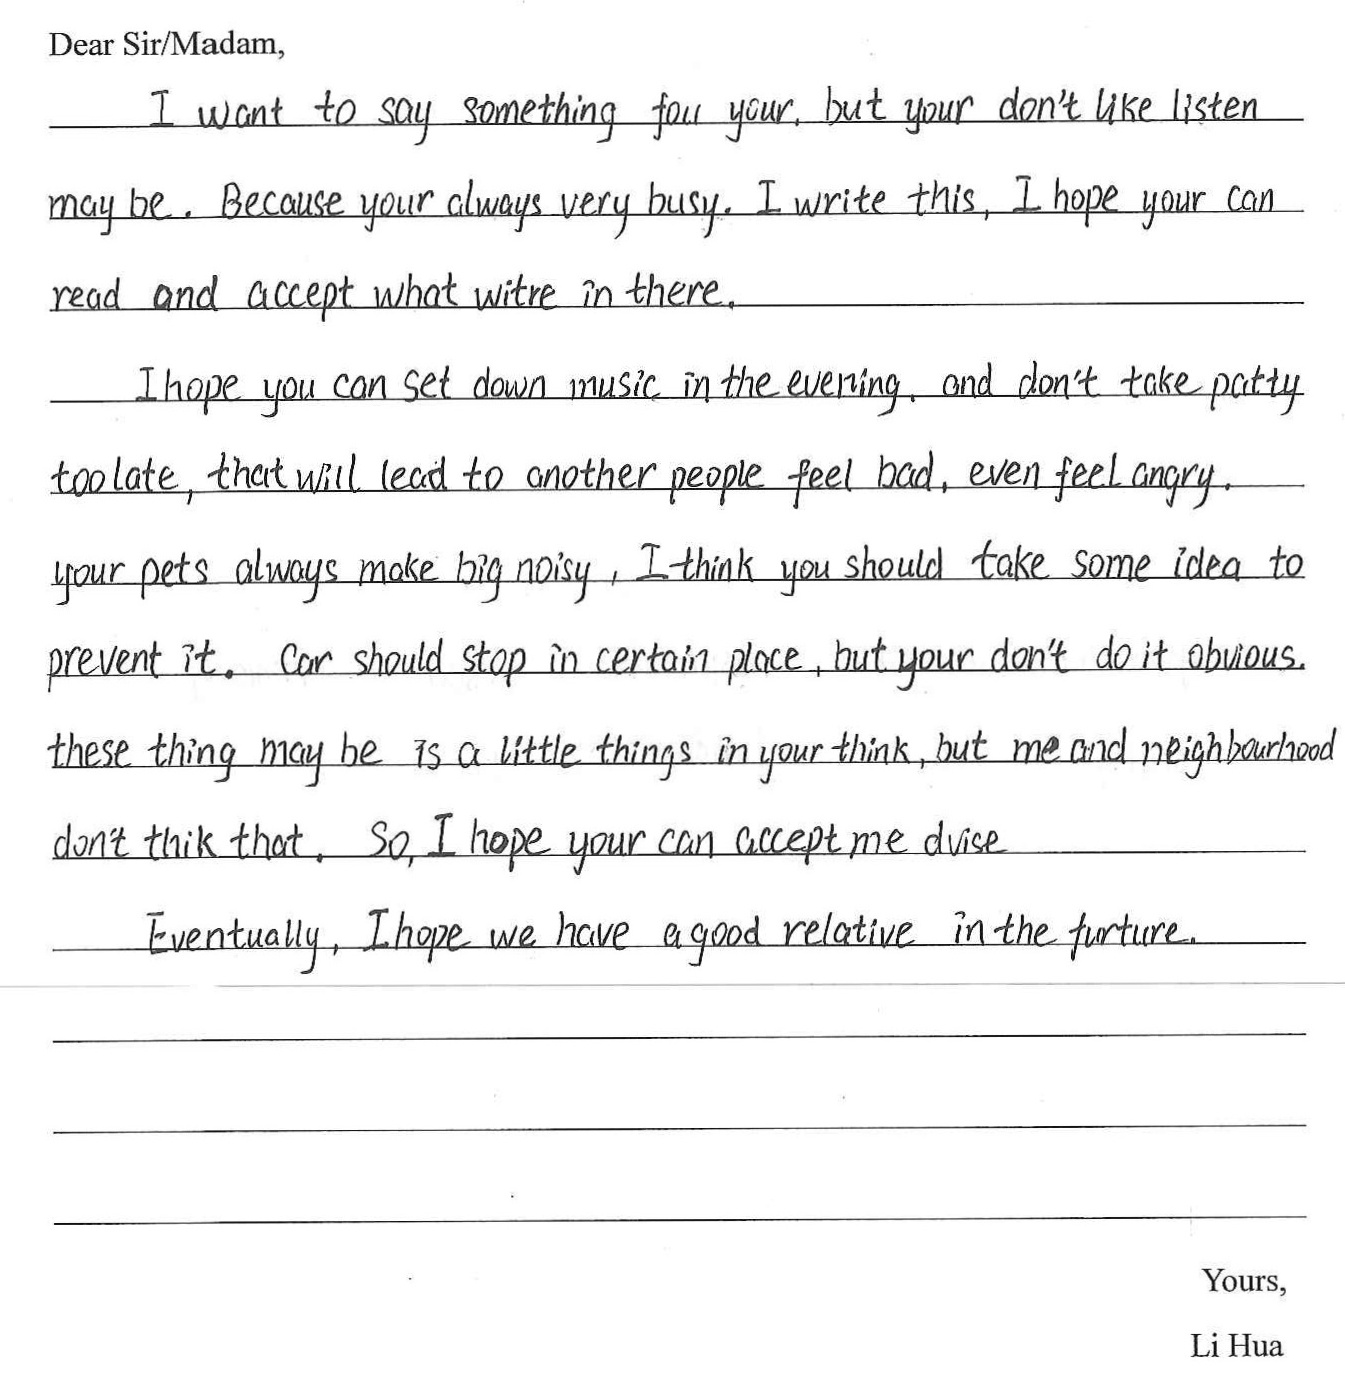 Dear Sir/Madam,
I want to say something fou your, but your don't like listen
may be. Because your always very busy. I write this, I hope your can
read and accept what witre in there.
I hope you can set down music in the evening, and don't take patty
too late, that will lead to another people feel bad, even feel angry.
your pets always make big noisy, I think you should take some idea to
prevent it. Car should stop in certain place, but your don't do it obvious.
these thing may be is a little things in your think, but me and neighbourhood
don't thik that. So, I hope your can accept me dvise
Eventually, I hope we have a good relative in the furture.
Yours,
Li Hua